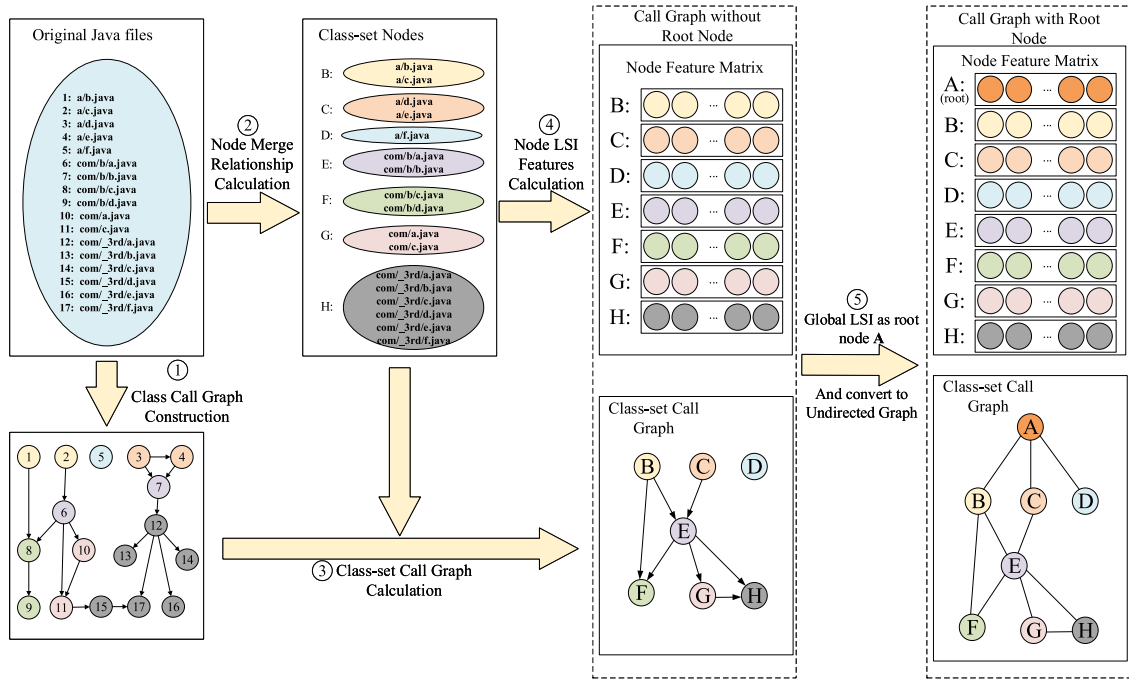 Original Java files
1: a/b.java
2: a/c.java
3: a/d.java
4: a/e.java
5: a/f.java
6: com/b/a.java
7: com/b/b.java
8: com/b/c.java
9: com/b/d.java
10: com/a.java
11: com/c.java
12: com/_3rd/a.java
13: com/_3rd/b.java
14: com/_3rd/c.java
15: com/_3rd/d.java
16: com/_3rd/e.java
17: com/_3rd/f.java
①
Class Call Graph
Construction
1
2
5
3
4
7
6
12
8
10
13
14
9
11
15
17
16
②
Node Merge
Relationship
Calculation
Class-set Nodes
B:
a/b.java
a/c.java
C:
a/d.java
a/e.java
D:
a/f.java
E:
com/b/a.java
com/b/b.java
F:
com/b/c.java
com/b/d.java
G:
com/a.java
com/c.java
H:
com/_3rd/a.java
com/_3rd/b.java
com/_3rd/c.java
com/_3rd/d.java
com/_3rd/e.java
com/_3rd/f.java
③ Class-set Call Graph
Calculation
④
Node LSI
Features
Calculation
Call Graph without
Root Node
Node Feature Matrix
B: ...
C: ...
D: ...
E: ...
F: ...
G: ...
H: ...
Class-set Call
Graph
B
C
D
E
F
G
H
⑤
Global LSI as root
node A
And convert to
Undirected Graph
Call Graph with Root
Node
Node Feature Matrix
A: ...
(root)
B: ...
C: ...
D: ...
E: ...
F: ...
G: ...
H: ...
Class-set Call
Graph
A
B
C
D
E
F
G
H